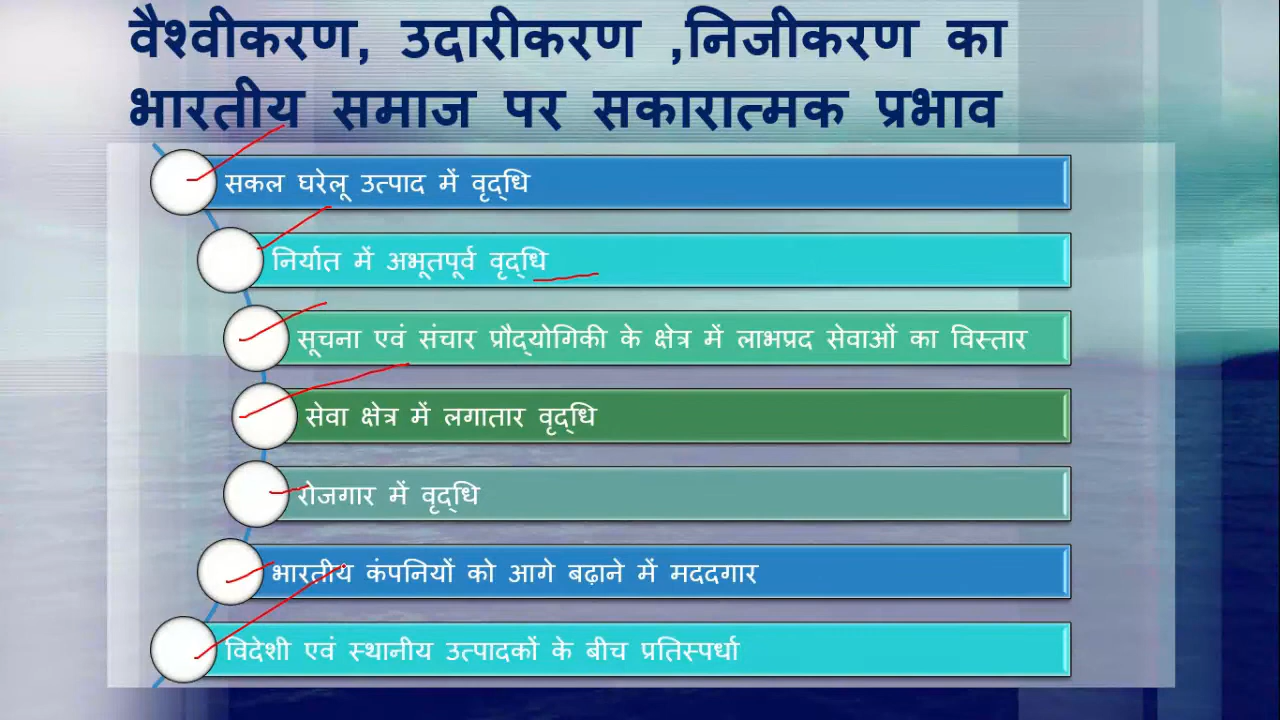 वैश्वीकरण, उदारीकरण ,निजीकरण का
भारतीय समाज पर सकारात्मक प्रभाव
सकल घरेलू उत्पाद में वृद्धि
निर्यात में अभूतपूर्व वृद्धि
सूचना एवं संचार प्रौद्योगिकी के क्षेत्र में लाभप्रद सेवाओं का विस्तार
सेवा क्षेत्र में लगातार वृद्धि
रोजगार में वृद्धि
भारतीय कंपनियों को आगे बढ़ाने में मददगार
विदेशी एवं स्थानीय उत्पादकों के बीच प्रतिस्पर्धा